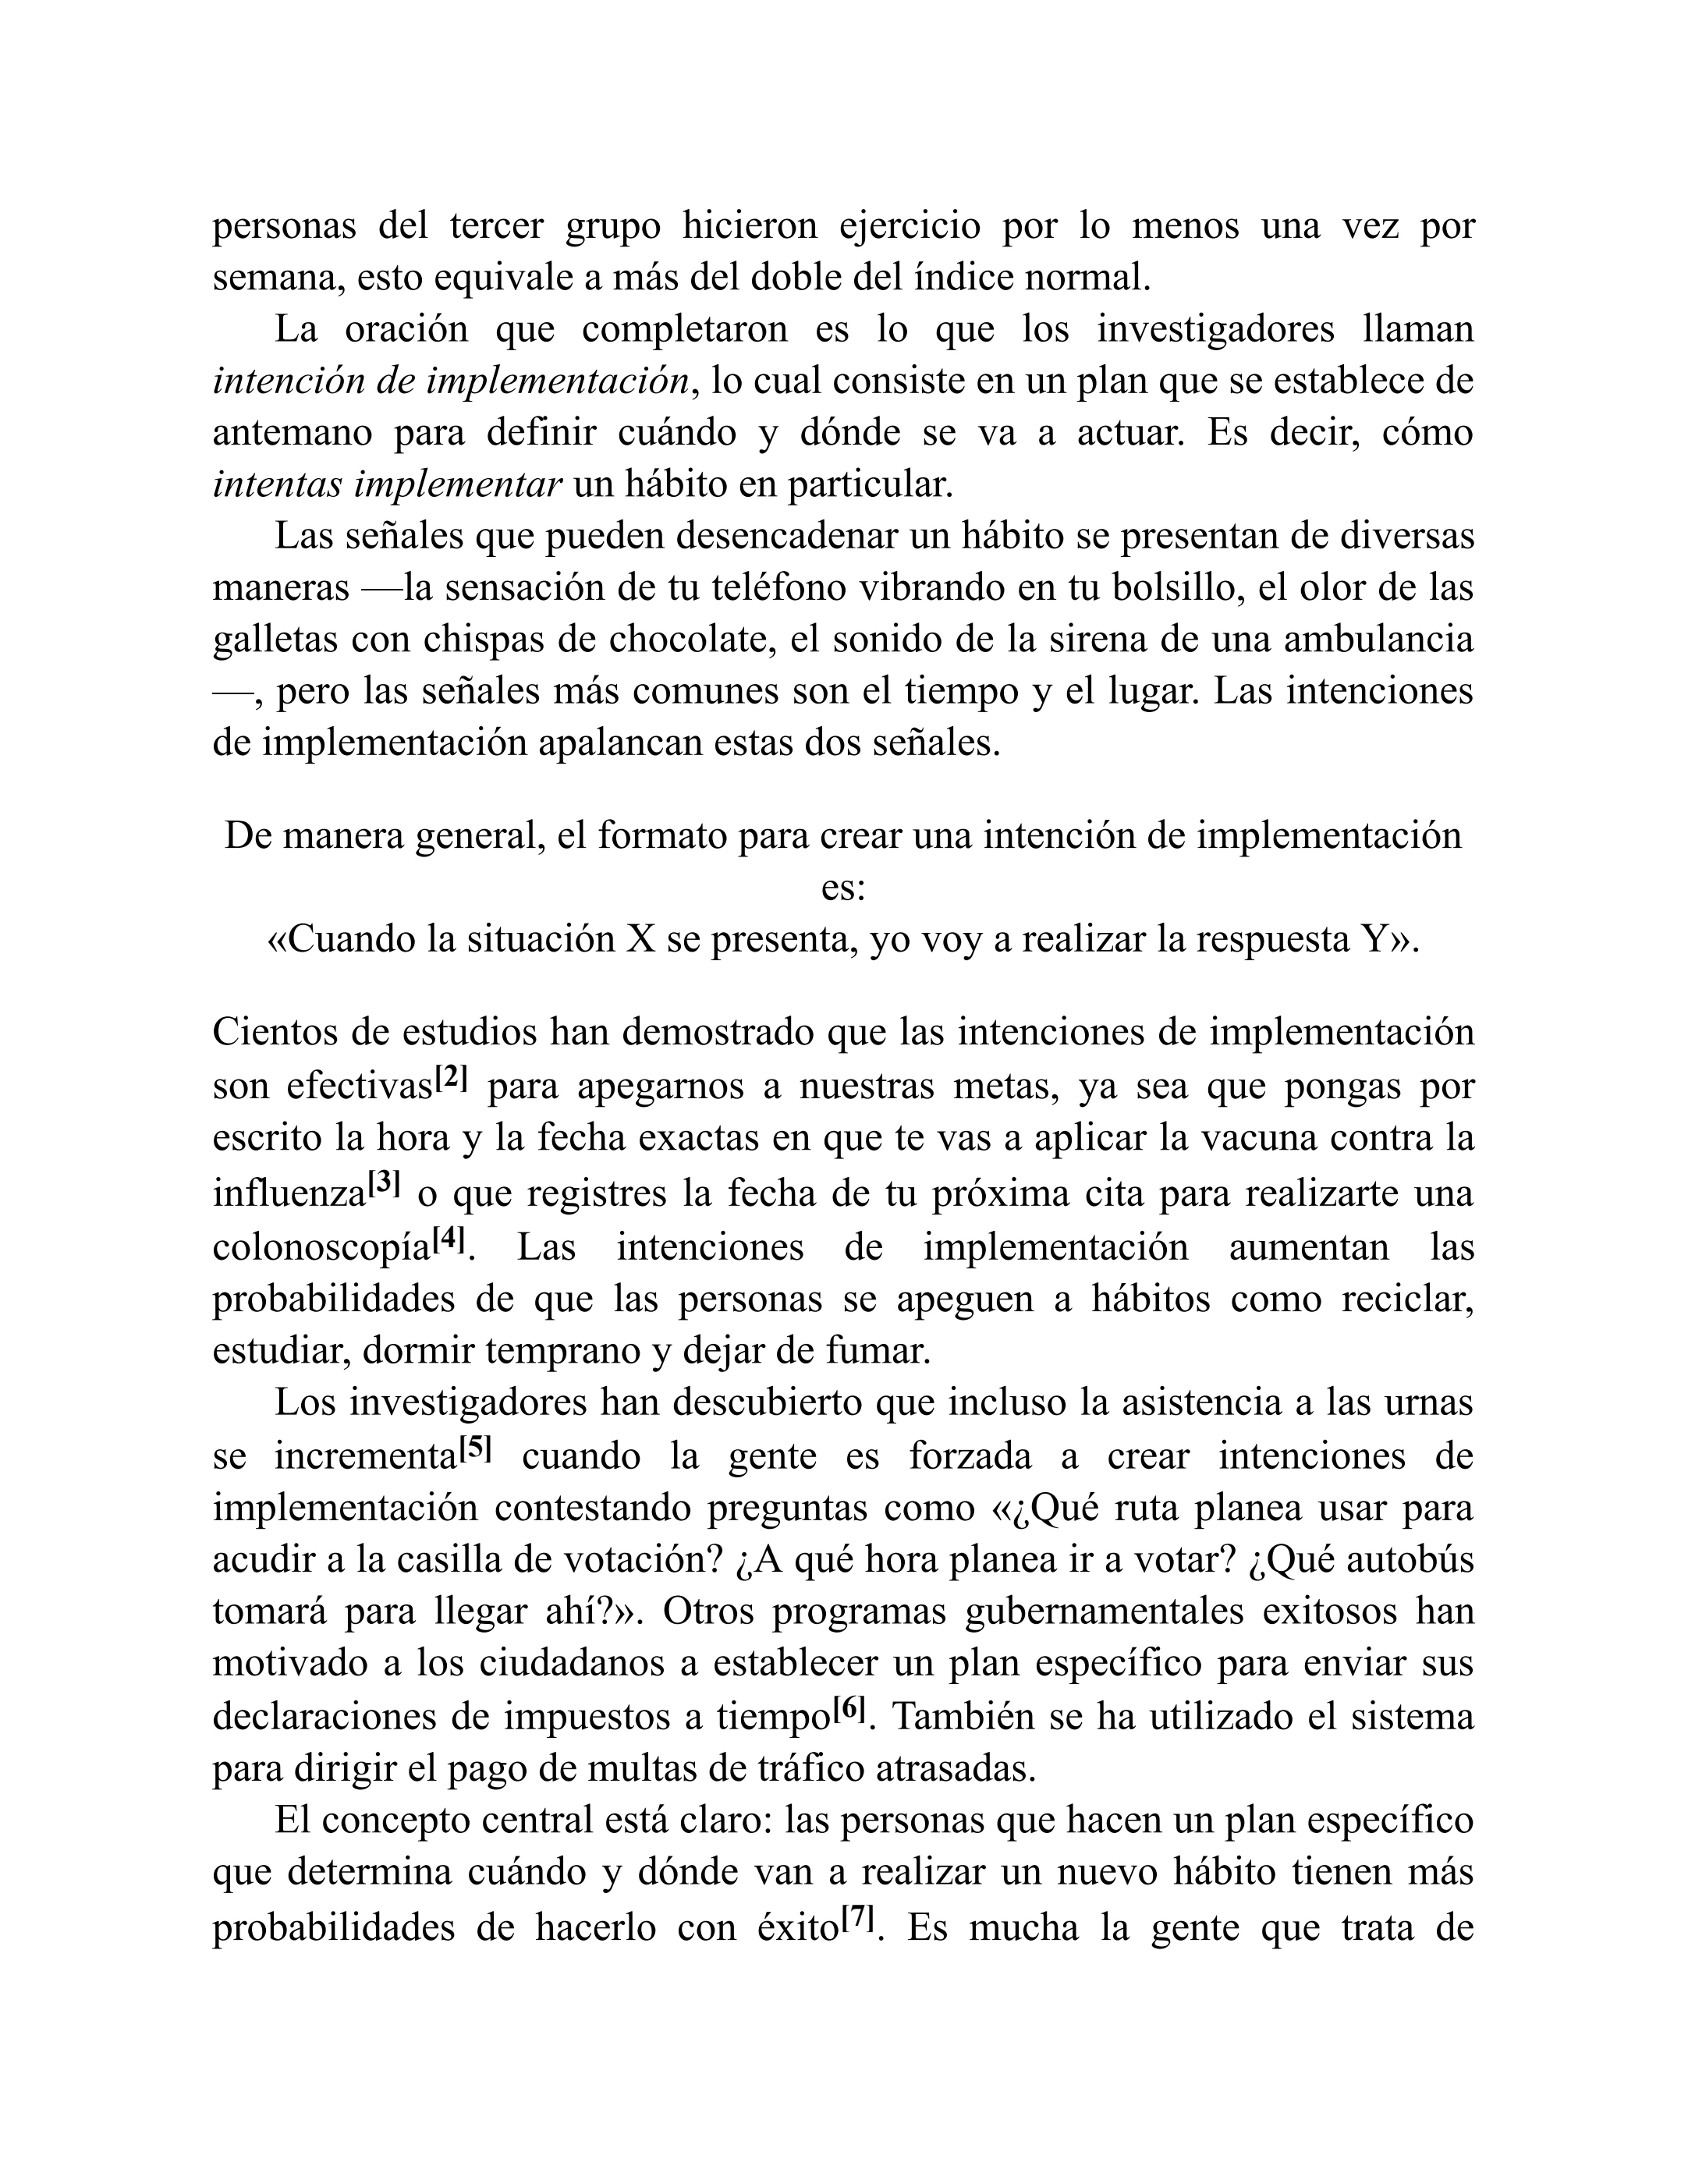 personas del tercer grupo hicieron ejercicio por lo menos una vez por
semana, esto equivale a más del doble del índice normal.
La oración que completaron es lo que los investigadores llaman
intención de implementación, lo cual consiste en un plan que se establece de
antemano para definir cuándo y dónde se va a actuar. Es decir, cómo
intentas implementar un hábito en particular.
Las señales que pueden desencadenar un hábito se presentan de diversas
maneras —la sensación de tu teléfono vibrando en tu bolsillo, el olor de las
galletas con chispas de chocolate, el sonido de la sirena de una ambulancia
—, pero las señales más comunes son el tiempo y el lugar. Las intenciones
de implementación apalancan estas dos señales.
De manera general, el formato para crear una intención de implementación
es:
«Cuando la situación X se presenta, yo voy a realizar la respuesta Y».
Cientos de estudios han demostrado que las intenciones de implementación
son efectivas[2] para apegarnos a nuestras metas, ya sea que pongas por
escrito la hora y la fecha exactas en que te vas a aplicar la vacuna contra la
influenza[3] o que registres la fecha de tu próxima cita para realizarte una
colonoscopía[4]. Las intenciones de implementación aumentan las
probabilidades de que las personas se apeguen a hábitos como reciclar,
estudiar, dormir temprano y dejar de fumar.
Los investigadores han descubierto que incluso la asistencia a las urnas
se incrementa[5] cuando la gente es forzada a crear intenciones de
implementación contestando preguntas como «¿Qué ruta planea usar para
acudir a la casilla de votación? ¿A qué hora planea ir a votar? ¿Qué autobús
tomará para llegar ahí?». Otros programas gubernamentales exitosos han
motivado a los ciudadanos a establecer un plan específico para enviar sus
declaraciones de impuestos a tiempo[6]. También se ha utilizado el sistema
para dirigir el pago de multas de tráfico atrasadas.
El concepto central está claro: las personas que hacen un plan específico
que determina cuándo y dónde van a realizar un nuevo hábito tienen más
probabilidades de hacerlo con éxito[7]. Es mucha la gente que trata de